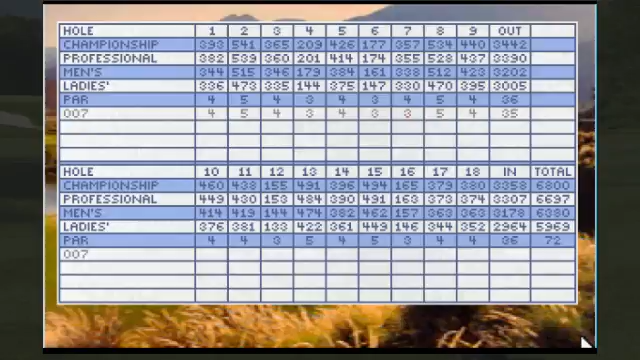 HOLE 1 2 3 4 5 6 7 8 9 OUT
CHAMPIONSHIP 393 541 365 209 426 177 357 534 440 3442
PROFESSIONAL 382 539 360 201 414 174 355 528 437 3390
MEN'S 344 515 346 179 384 161 338 512 423 3202
LADIES' 336 473 335 144 375 147 330 470 395 3005
PAR 4 5 4 3 4 3 4 5 4 36
007 4 5 4 3 4 3 3 5 4 35
HOLE 10 11 12 13 14 15 16 17 18 IN TOTAL
CHAMPIONSHIP 460 438 155 491 396 494 165 379 380 3358 6800
PROFESSIONAL 449 430 153 484 390 491 163 373 374 3307 6697
MEN'S 414 419 144 474 382 462 157 363 363 3178 6380
LADIES' 376 381 133 422 361 449 146 344 352 2964 5969
PAR 4 4 3 5 4 5 3 4 4 36 72
007